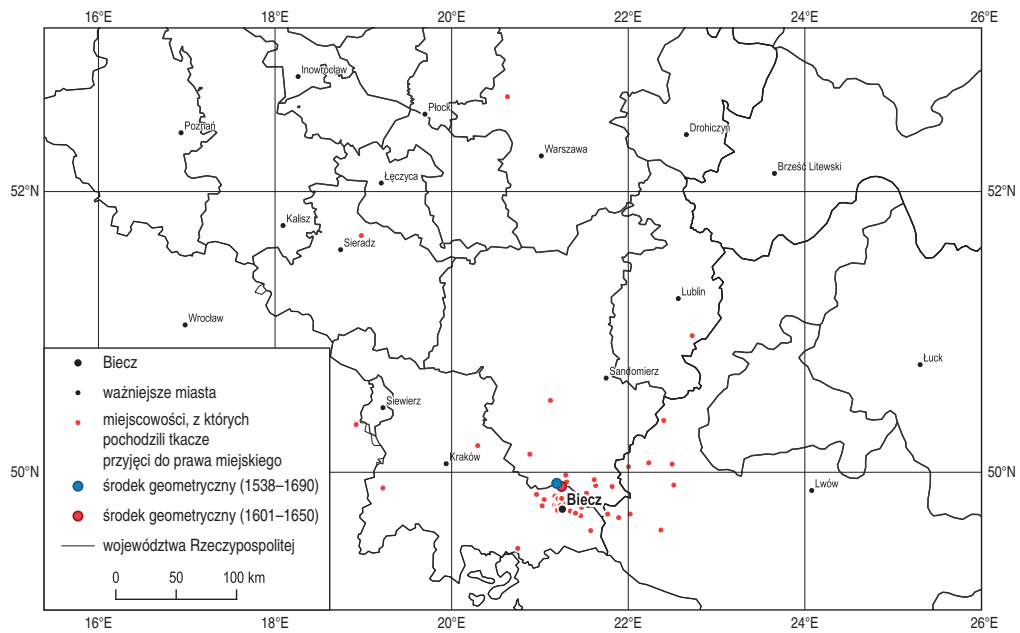 16°E 18°E 20°E 22°E 24°E 26°E
Inowrocław
Płock
Poznań
Drohiczyń
Warszawa
Brześć Litewski
Łęczyca
52°N 52°N
Kalisz
Sieradz
Lublin
Wrocław
Łuck
Sandomierz
Siewierz
Kraków
50°N 50°N
Lwów
Biecz
Biecz
ważniejsze miasta
miejscowości, z których
pochodzili tkacze
przyjęci do prawa miejskiego
środek geometryczny (1538–1690)
środek geometryczny (1601–1650)
województwa Rzeczypospolitej
0 50 100 km
16°E 18°E 20°E 22°E 24°E 26°E